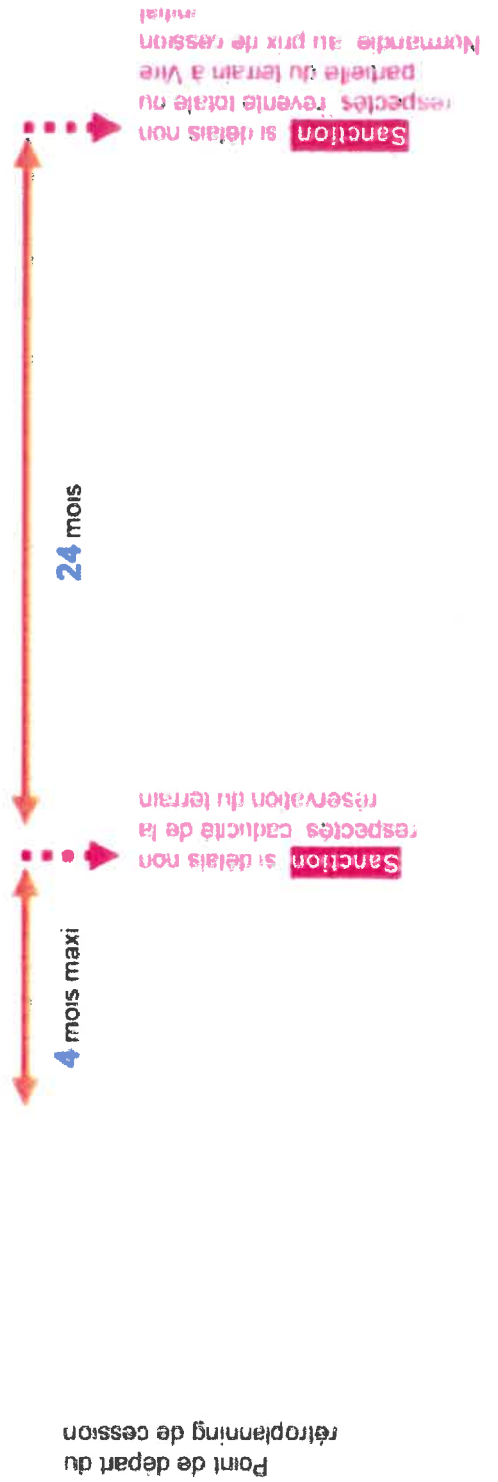 Point de départ du
rétroplanning de cession
4 mois maxi
Sanction si délais non
respectés caducité de la
réservation du terrain
24 mois
Sanction si délais non
respectés revente totale ou
partielle du terrain à Vire
Normandie au prix de cession
initial